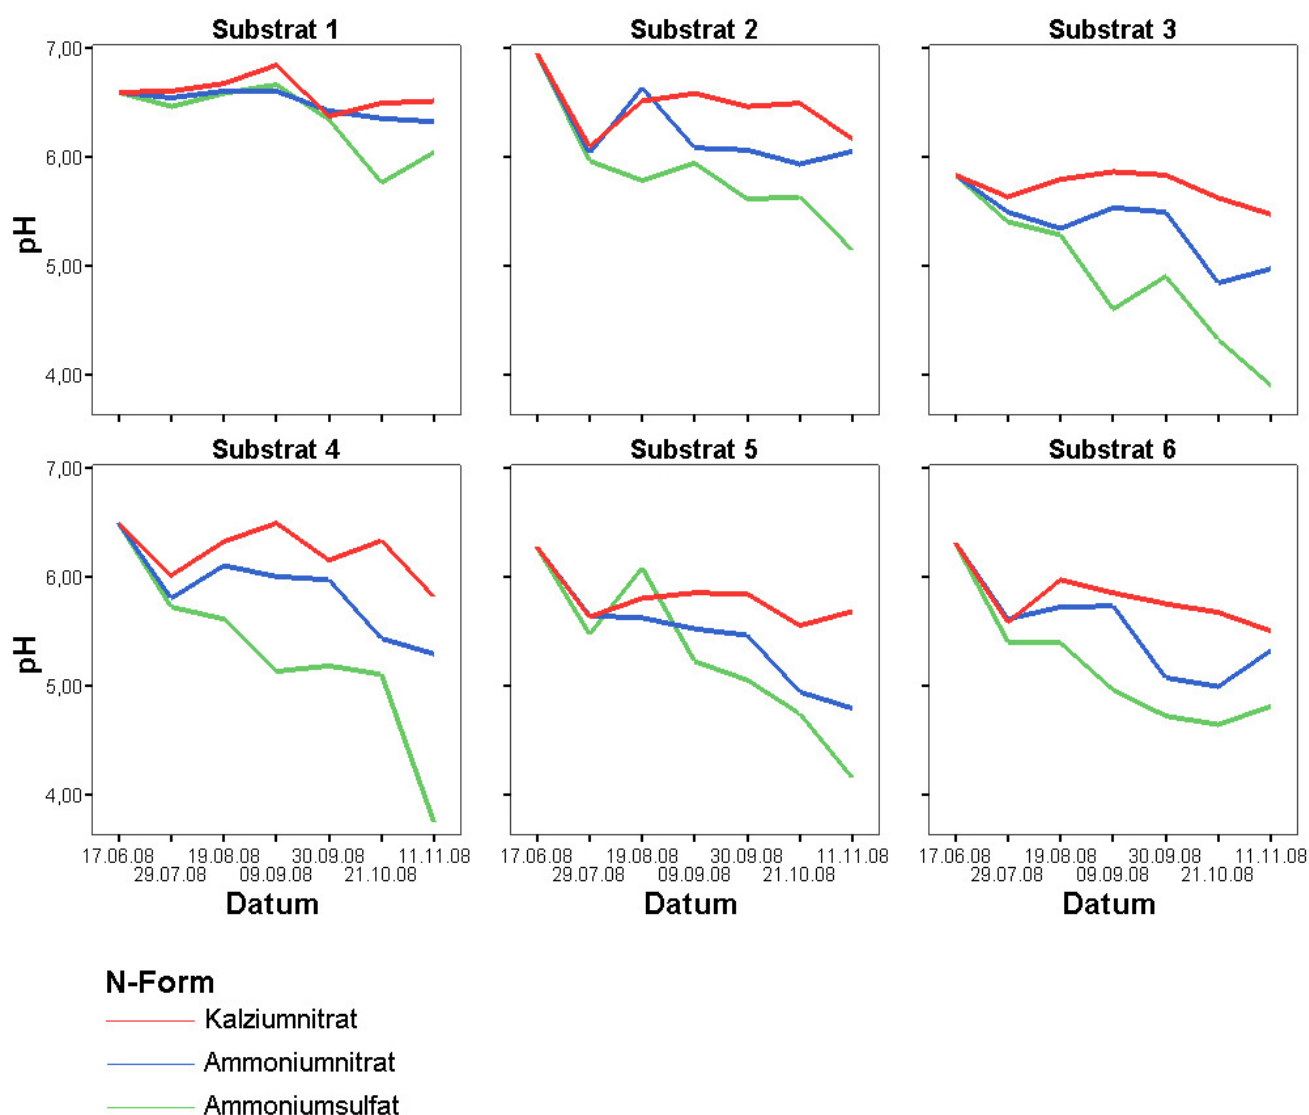 Substrat 1
Substrat 2
Substrat 3
7,00
6,00
5,00
4,00
pH
Substrat 4
Substrat 5
Substrat 6
7,00
6,00
5,00
4,00
pH
17.06.08 19.08.08 30.09.08 11.11.08
29.07.08 09.09.08 21.10.08
17.06.08 19.08.08 30.09.08 11.11.08
29.07.08 09.09.08 21.10.08
17.06.08 19.08.08 30.09.08 11.11.08
29.07.08 09.09.08 21.10.08
Datum
Datum
Datum
N-Form
Kalziumnitrat
Ammoniumnitrat
Ammoniumsulfat